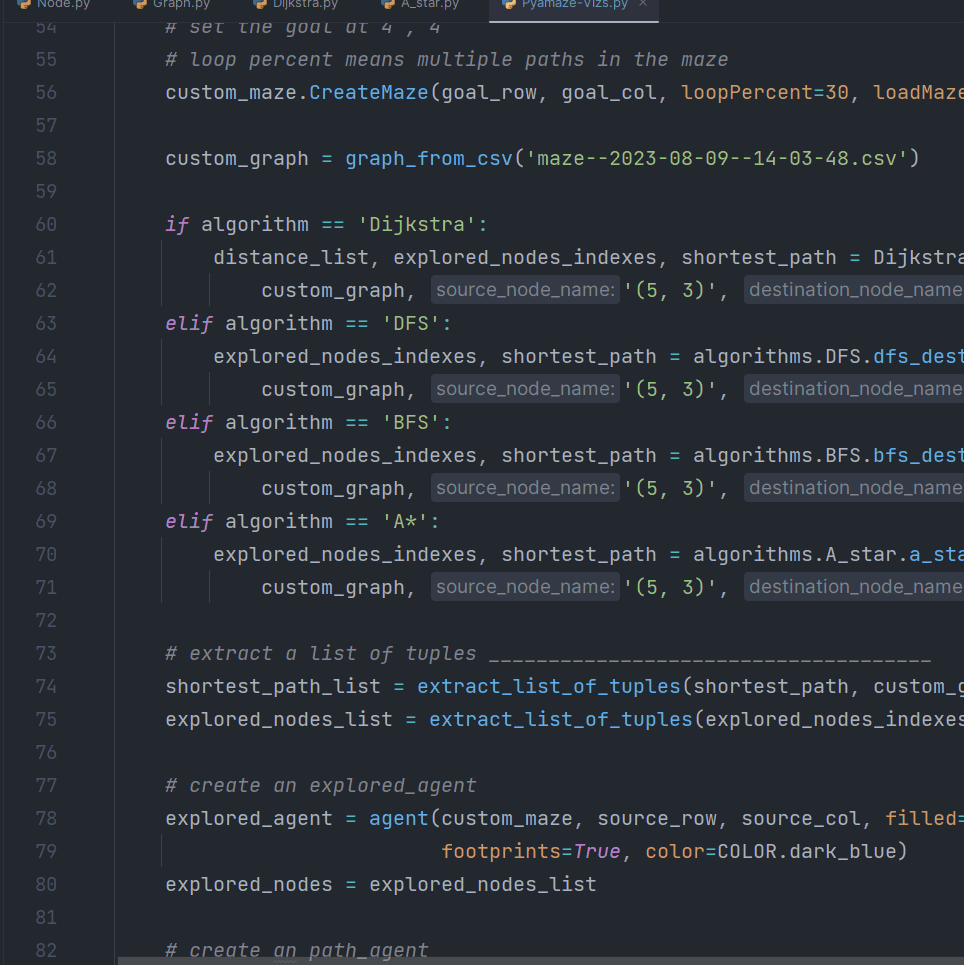 Node.py Graph.py Dijkstra.py A_star.py Pyamaze-Vizs.py ×
54 # set the goal at 4 , 4
55 # loop percent means multiple paths in the maze
56 custom_maze.CreateMaze(goal_row, goal_col, loopPercent=30, loadMaze
57
58 custom_graph = graph_from_csv('maze--2023-08-09--14-03-48.csv')
59
60 if algorithm == 'Dijkstra':
61 distance_list, explored_nodes_indexes, shortest_path = Dijkstra
62 custom_graph, source_node_name: '(5, 3)', destination_node_name
63 elif algorithm == 'DFS':
64 explored_nodes_indexes, shortest_path = algorithms.DFS.dfs_dest
65 custom_graph, source_node_name: '(5, 3)', destination_node_name
66 elif algorithm == 'BFS':
67 explored_nodes_indexes, shortest_path = algorithms.BFS.bfs_dest
68 custom_graph, source_node_name: '(5, 3)', destination_node_name
69 elif algorithm == 'A*':
70 explored_nodes_indexes, shortest_path = algorithms.A_star.a_sta
71 custom_graph, source_node_name: '(5, 3)', destination_node_name
72
73 # extract a list of tuples _____________________________________
74 shortest_path_list = extract_list_of_tuples(shortest_path, custom_g
75 explored_nodes_list = extract_list_of_tuples(explored_nodes_indexes
76
77 # create an explored_agent
78 explored_agent = agent(custom_maze, source_row, source_col, filled=
79 footprints=True, color=COLOR.dark_blue)
80 explored_nodes = explored_nodes_list
81
82 # create an path_agent